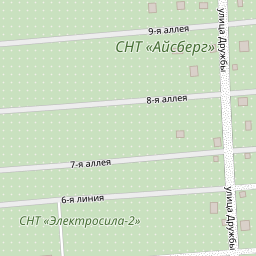 9-я аллея
улица Дружбы
СНТ «Айсберг»
8-я аллея
7-я аллея
6-я линия
улица Дружбы
СНТ «Электросила-2»